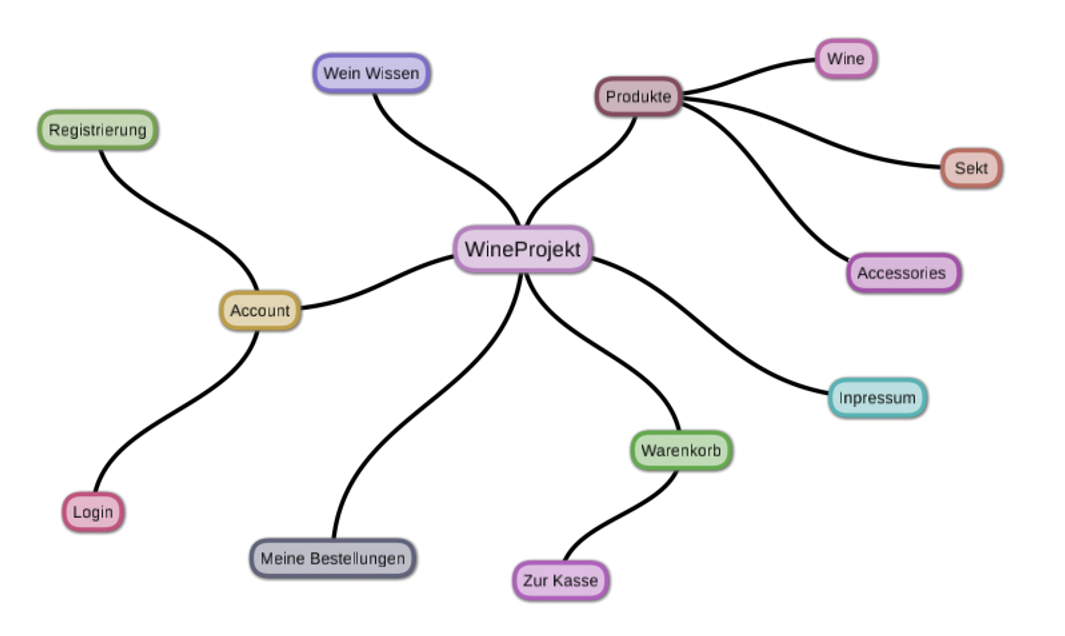 Wine
Wein Wissen
Produkte
Registrierung
Sekt
WineProjekt
Accessories
Account
Inpressum
Warenkorb
Login
Meine Bestellungen
Zur Kasse